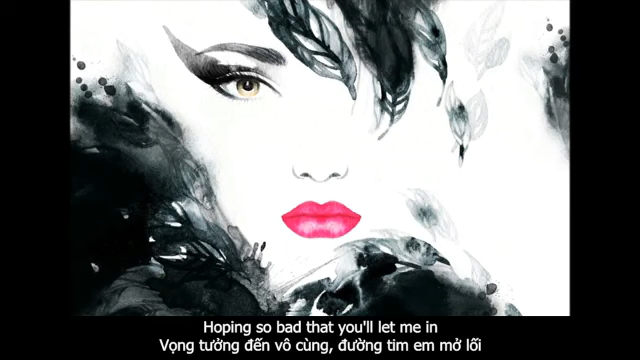 Hoping so bad that you'll let me in
Vọng tưởng đến vô cùng, đường tim em mở lối